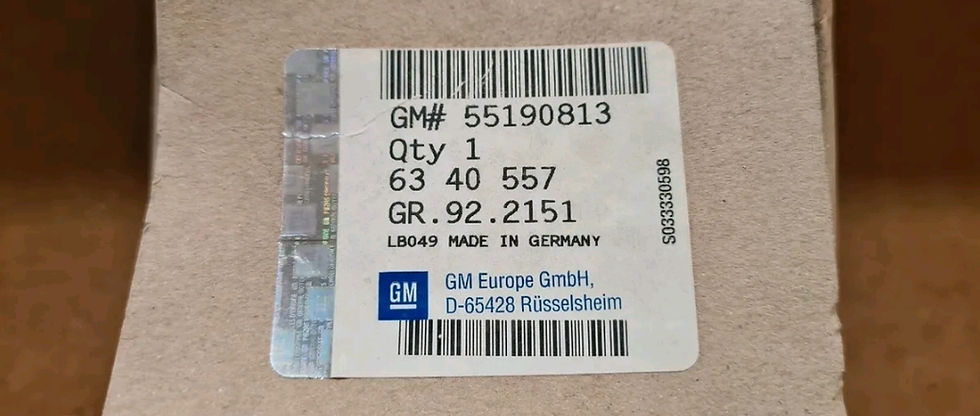 GM# 55190813
Qty 1
63 40 557
GR.92.2151
LB049 MADE IN GERMANY
S033330598
GM
GM Europe GmbH,
D-65428 Rüsselsheim